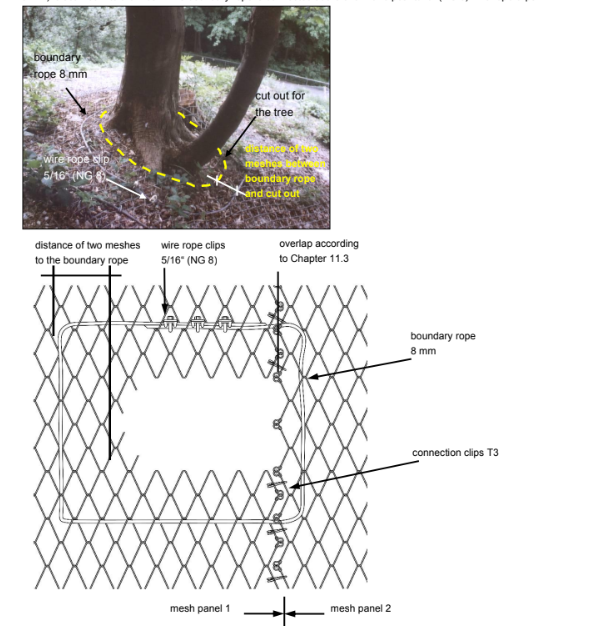 boundary
rope 8 mm
cut out for
the tree
wire rope clip
5/16" (NG 8)
distance of two
meshes between
boundary rope
and cut out
distance of two meshes
to the boundary rope
wire rope clips
5/16" (NG 8)
overlap according
to Chapter 11.3
boundary rope
8 mm
connection clips T3
mesh panel 1
mesh panel 2